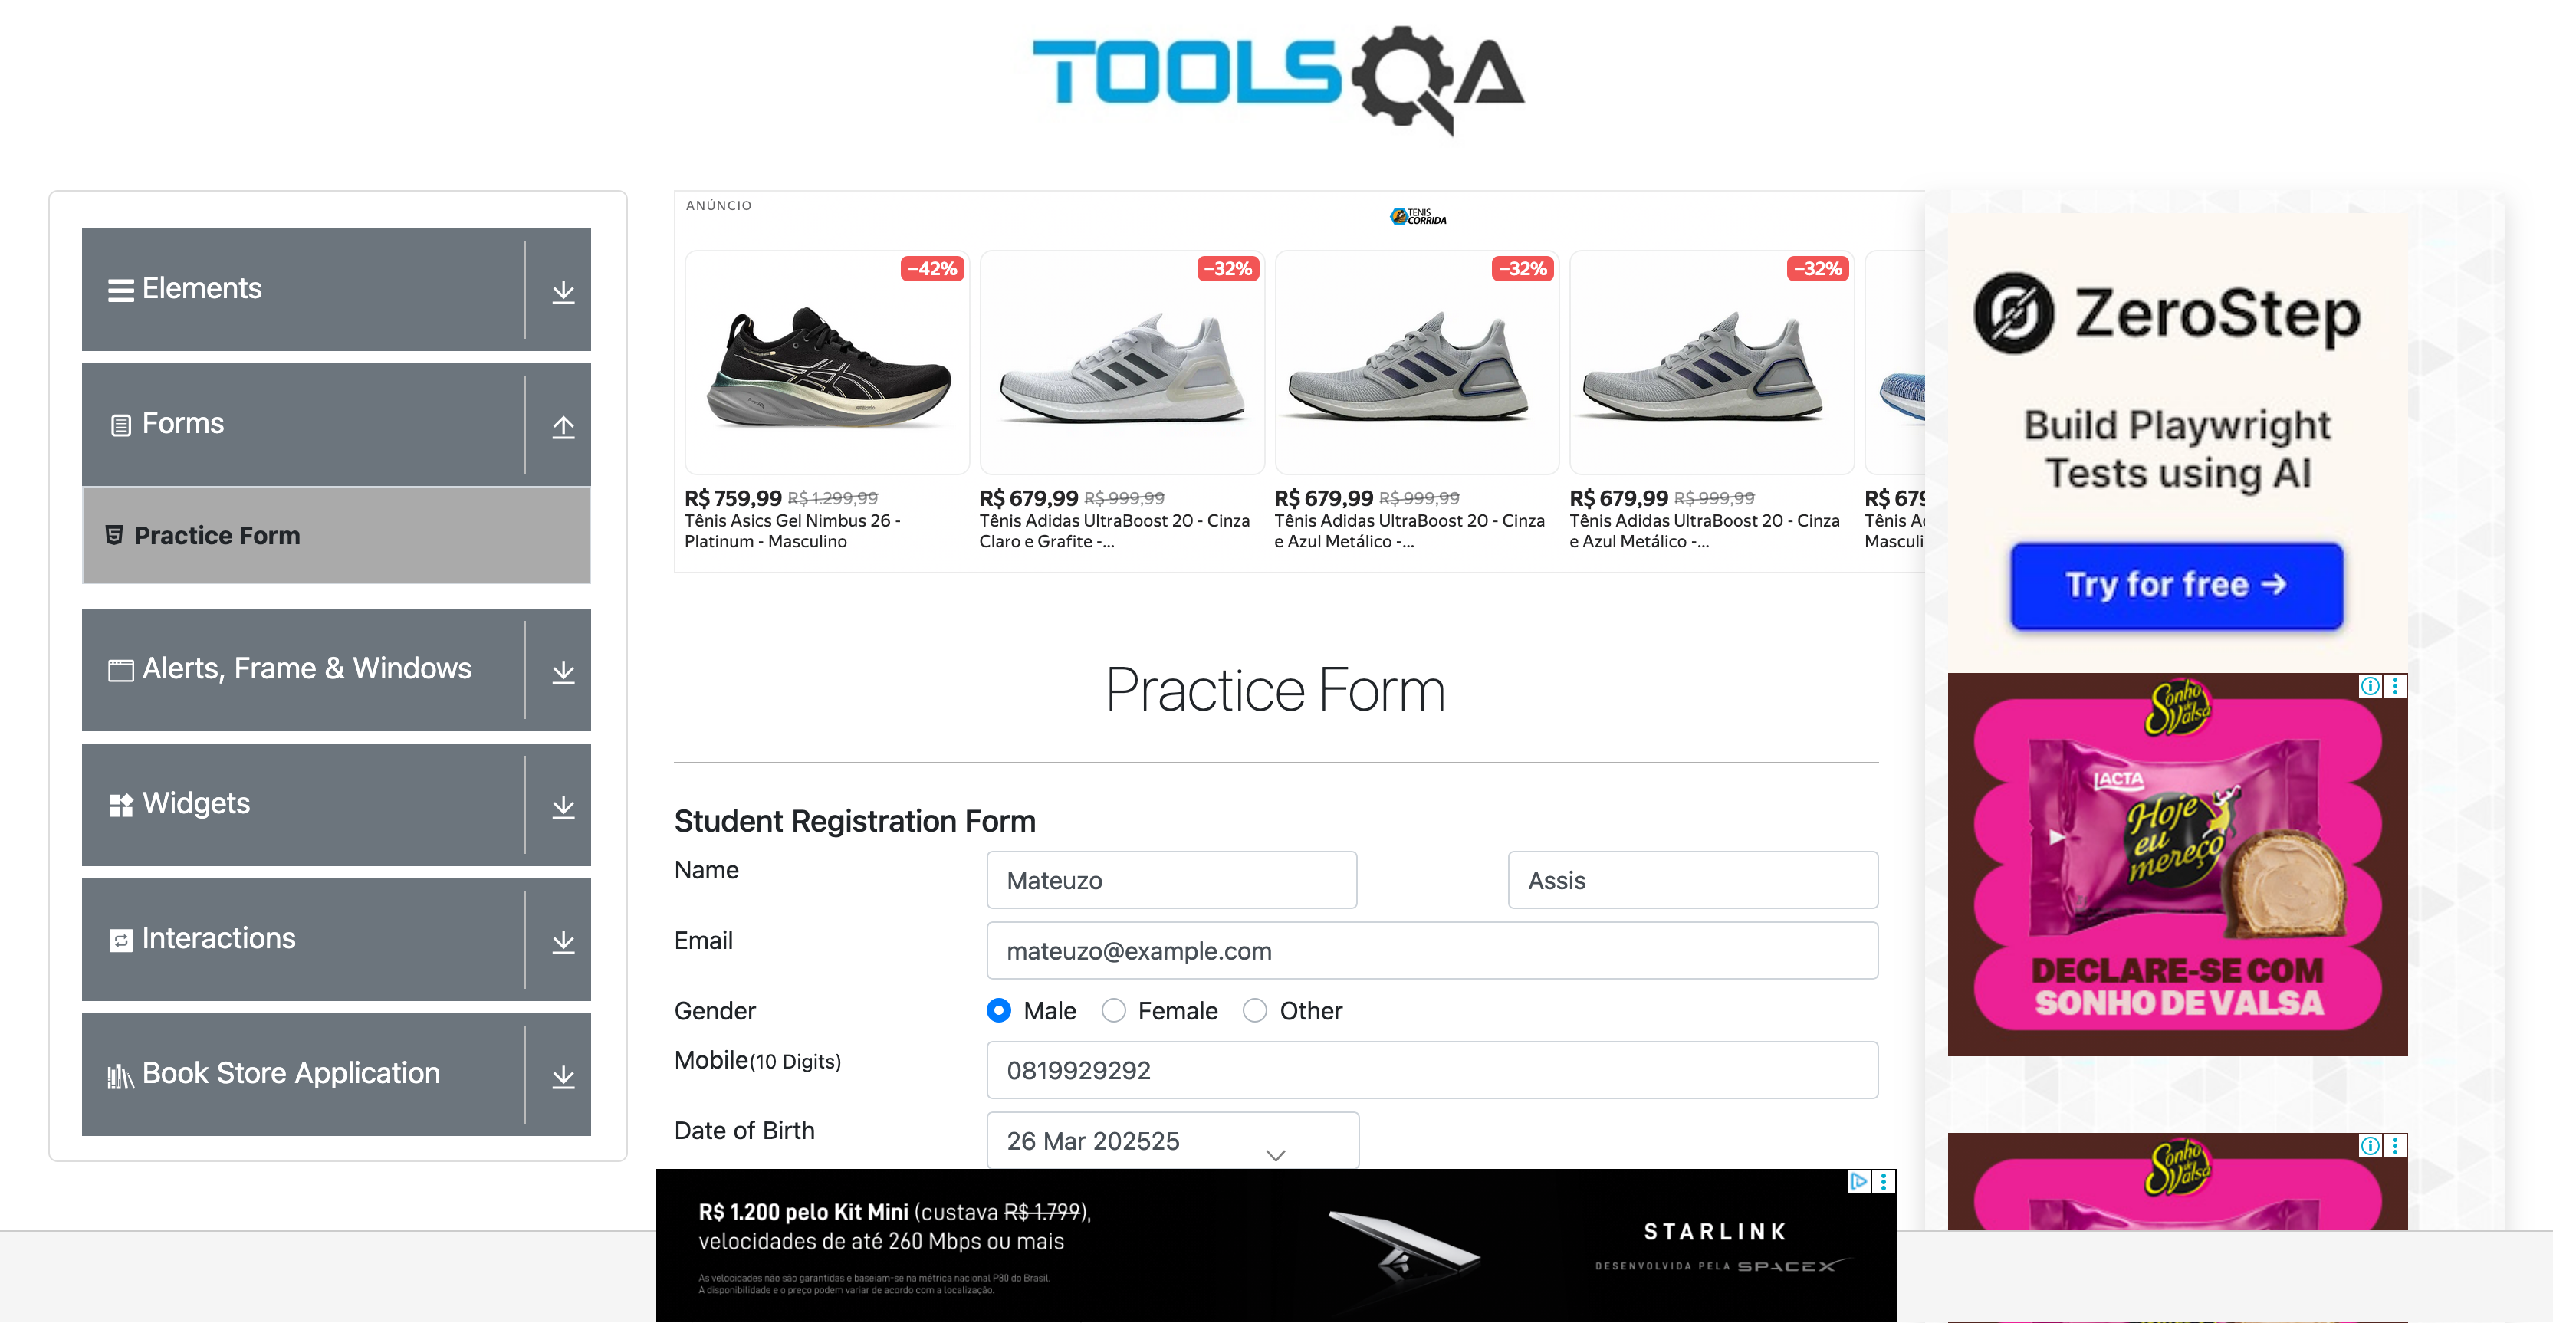 TOOLSQA
Elements
Forms
Practice Form
Alerts, Frame & Windows
Widgets
Interactions
Book Store Application
ANÚNCIO
TENIS
CORRIDA
−42%
−32%
−32%
−32%
R$ 759,99 R$ 1.299,99
Tênis Asics Gel Nimbus 26 -
Platinum - Masculino
R$ 679,99 R$ 999,99
Tênis Adidas UltraBoost 20 - Cinza
Claro e Grafite -...
R$ 679,99 R$ 999,99
Tênis Adidas UltraBoost 20 - Cinza
e Azul Metálico -...
R$ 679,99 R$ 999,99
Tênis Adidas UltraBoost 20 - Cinza
e Azul Metálico -...
R$ 679
Tênis A
Masculi
Practice Form
Student Registration Form
Name
Mateuzo
Assis
Email
mateuzo@example.com
Gender
Male
Female
Other
Mobile(10 Digits)
0819929292
Date of Birth
26 Mar 202525
R$ 1.200 pelo Kit Mini (custava R$ 1.799),
velocidades de até 260 Mbps ou mais
As velocidades não são garantidas e baseiam-se na métrica nacional P80 do Brasil.
A disponibilidade e o preço podem variar de acordo com a localização.
STARLINK
DESENVOLVIDA PELA SPACEX
ZeroStep
Build Playwright
Tests using AI
Try for free →
Sonho
de
Valsa
LACTA
Hoje
eu
mereço
DECLARE-SE COM
SONHO DE VALSA
Sonho
de
Valsa